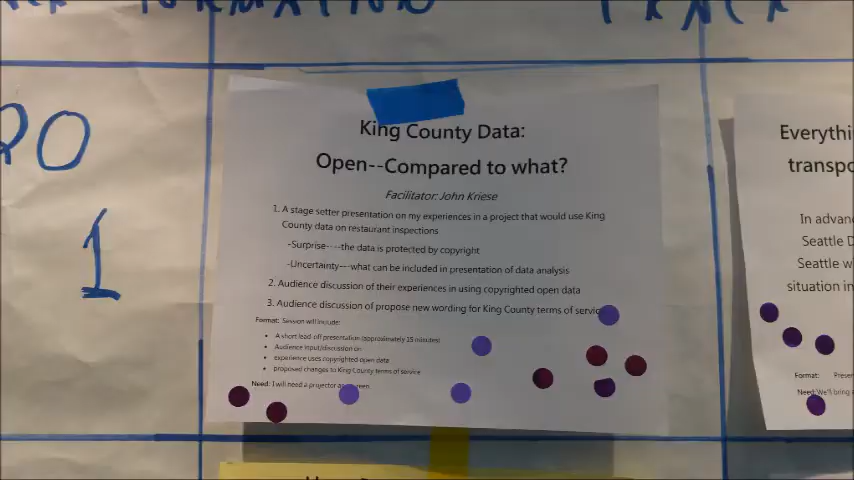 King County Data:
Open--Compared to what?
Facilitator: John Kriese
1. A stage setter presentation on my experiences in a project that would use King
County data on restaurant inspections
-Surprise----the data is protected by copyright
-Uncertainty---what can be included in presentation of data analysis
2. Audience discussion of their experiences in using copyrighted open data
3. Audience discussion of propose new wording for King County terms of service
Format: Session will include:
• A short lead-off presentation (approximately 15 minutes)
• Audience input/discussion on
• experience uses copyrighted open data
• proposed changes to King County terms of service
Need: I will need a projector
20
1
Everythi
transpo
In advan
Seattle D
Seattle w
situation in
Format: Presen
Need: We'll bring